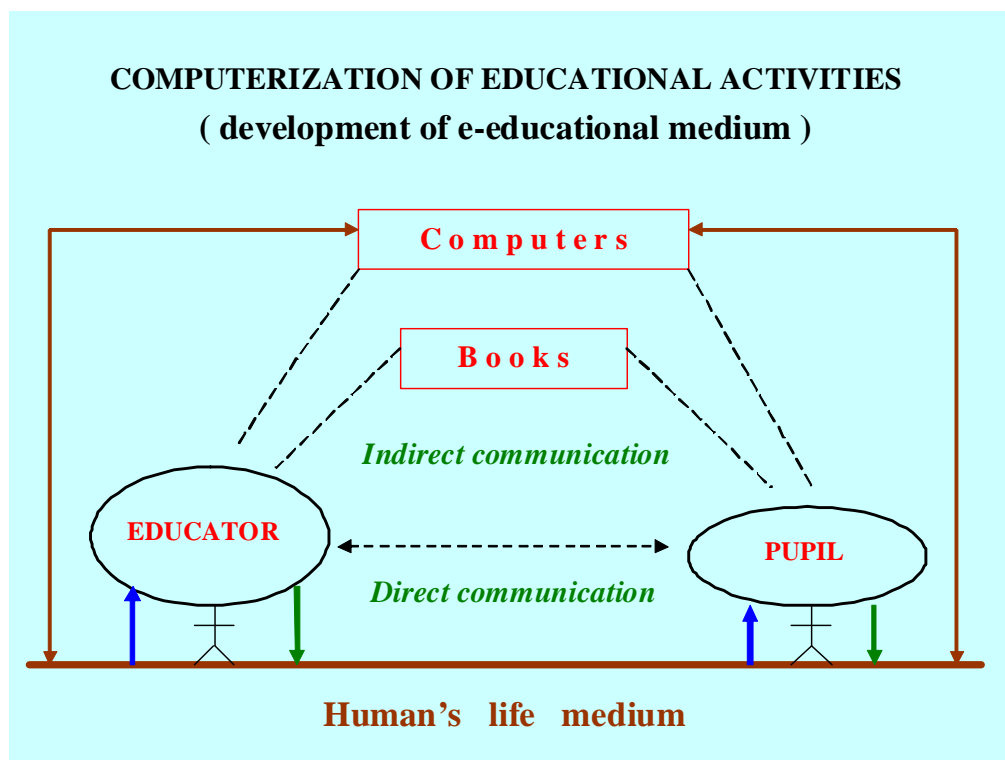 COMPUTERIZATION OF EDUCATIONAL ACTIVITIES
( development of e-educational medium )
Computers
Books
Indirect communication
EDUCATOR
PUPIL
Direct communication
Human’s life medium